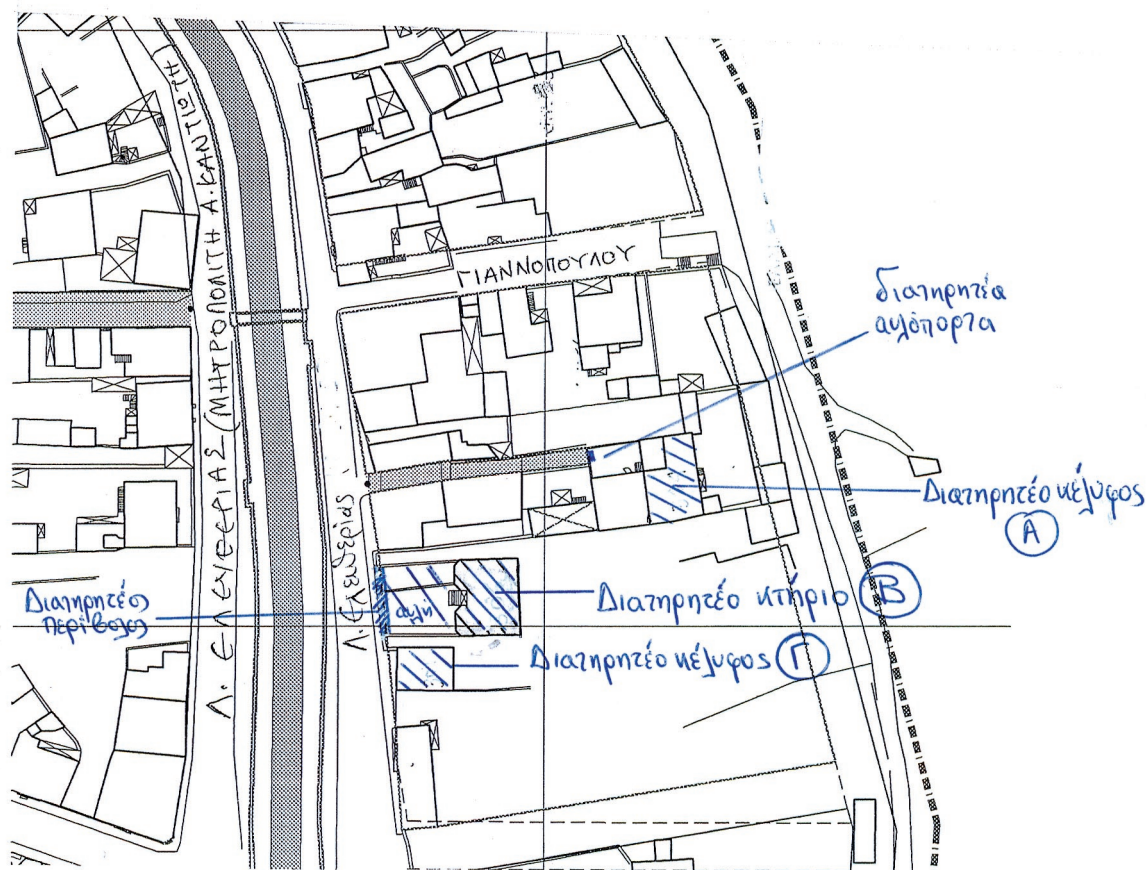 Λ. ΕΛΕΥΘΕΡΙΑΣ (ΜΗΤΡΟΠΟΛΙΤΗ Α. ΚΑΝΤΙΩΤΗ)
ΓΙΑΝΝΟΠΟΥΛΟΥ
διατηρητέα
αυλόπορτα
Διατηρητέο κέλυφος
Α
Λ. Ελευθερίας
Διατηρητέος
περίβολος
αυλή
Διατηρητέο κτήριο Β
Διατηρητέο κέλυφος Γ